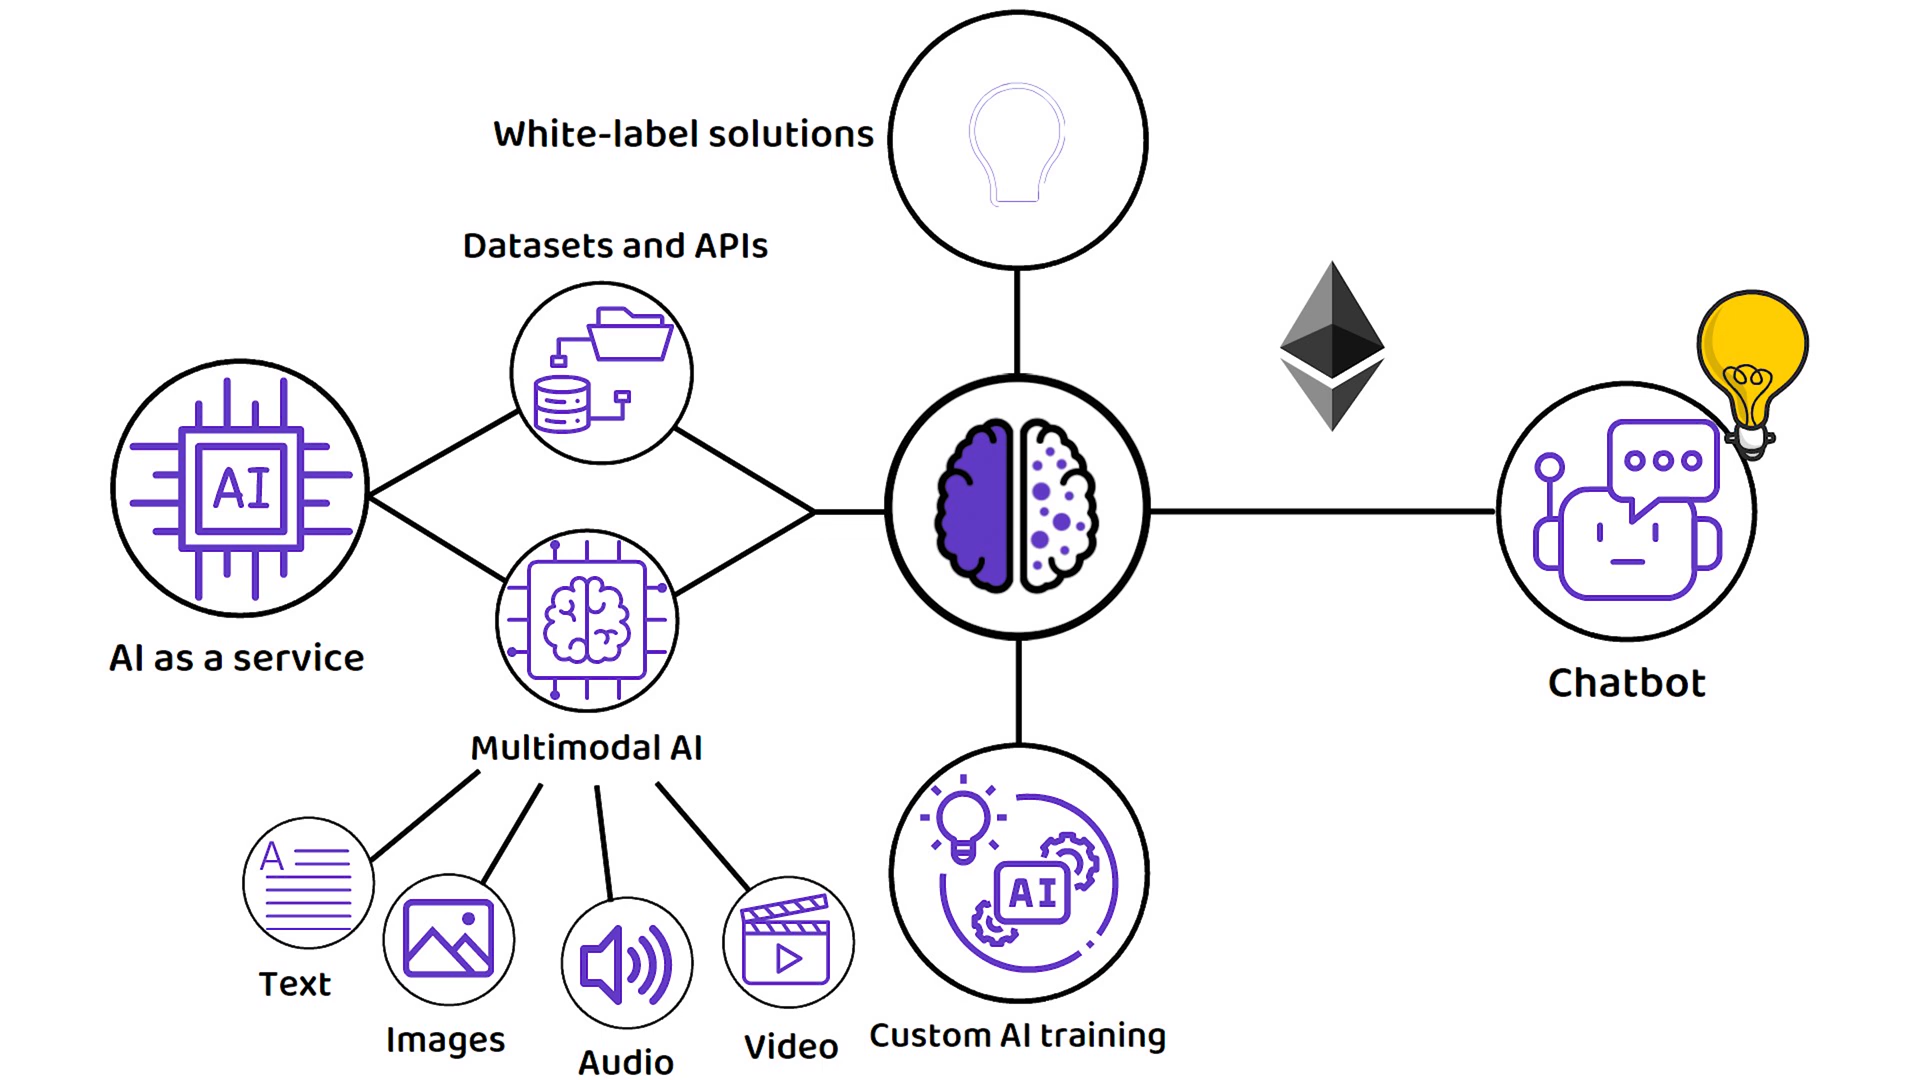 White-label solutions
Datasets and APIs
AI
AI as a service
Chatbot
Multimodal AI
A
Text
Images
Audio
Video
AI
Custom AI training